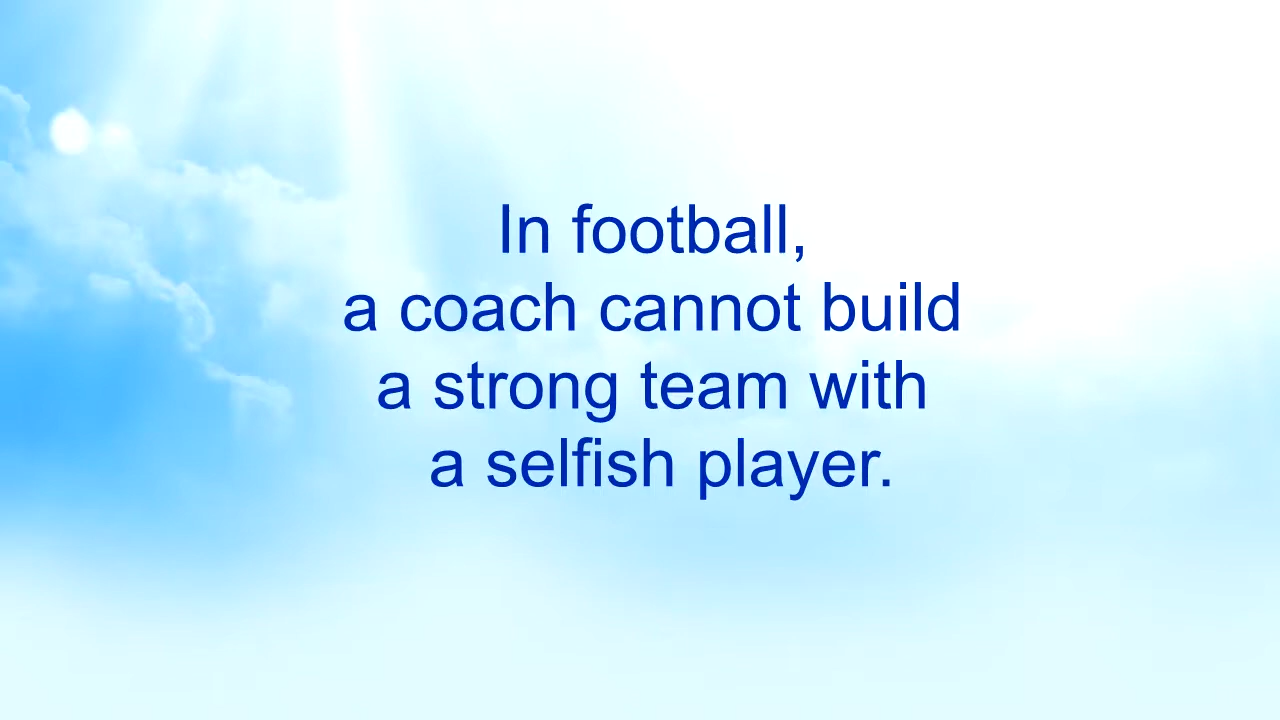 In football,
a coach cannot build
a strong team with
a selfish player.